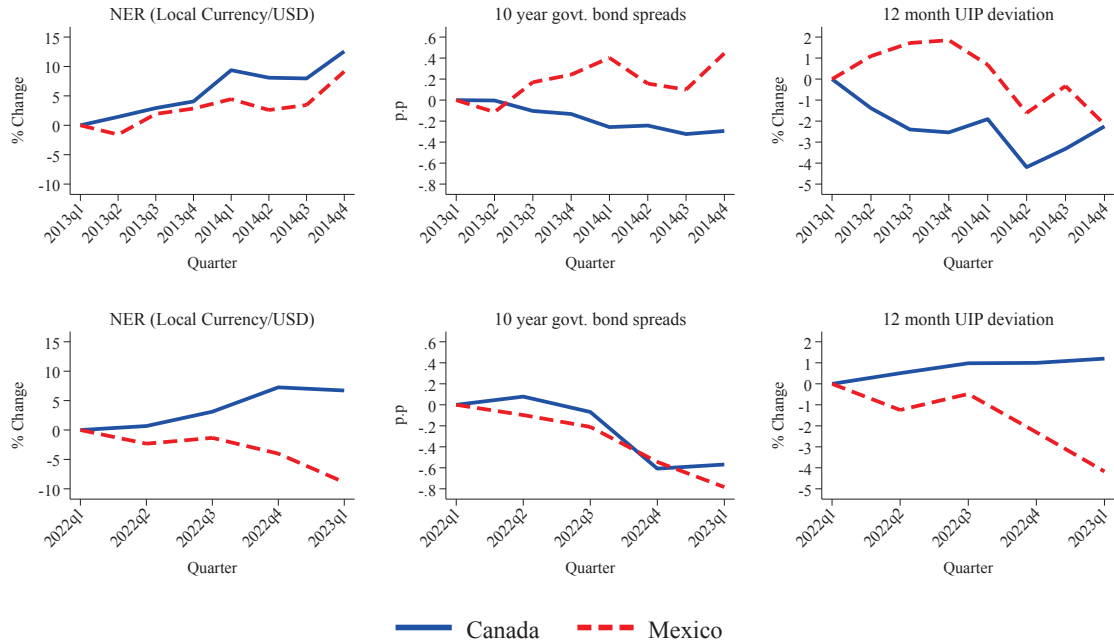 NER (Local Currency/USD)
% Change
15
10
5
0
5
-10
2013q1
2013q2
2013q3
2013q4
2014q1
2014q2
2014q3
2014q4
Quarter
10 year govt. bond spreads
p.p
.6
.4
.2
0
-.2
-.4
-.6
-.8
2013q1
2013q2
2013q3
2013q4
2014q1
2014q2
2014q3
2014q4
Quarter
12 month UIP deviation
% Change
2
1
0
-1
-2
-3
-4
-5
2013q1
2013q2
2013q3
2013q4
2014q1
2014q2
2014q3
2014q4
Quarter
NER (Local Currency/USD)
% Change
15
10
5
0
-5
-10
2022q1
2022q2
2022q3
2022q4
2023q1
Quarter
10 year govt. bond spreads
p.p
.6
.4
.2
0
-.2
-.4
-.6
-.8
2022q1
2022q2
2022q3
2022q4
2023q1
Quarter
12 month UIP deviation
% Change
2
1
0
-1
-2
-3
-4
-5
2022q1
2022q2
2022q3
2022q4
2023q1
Quarter
Canada
Mexico